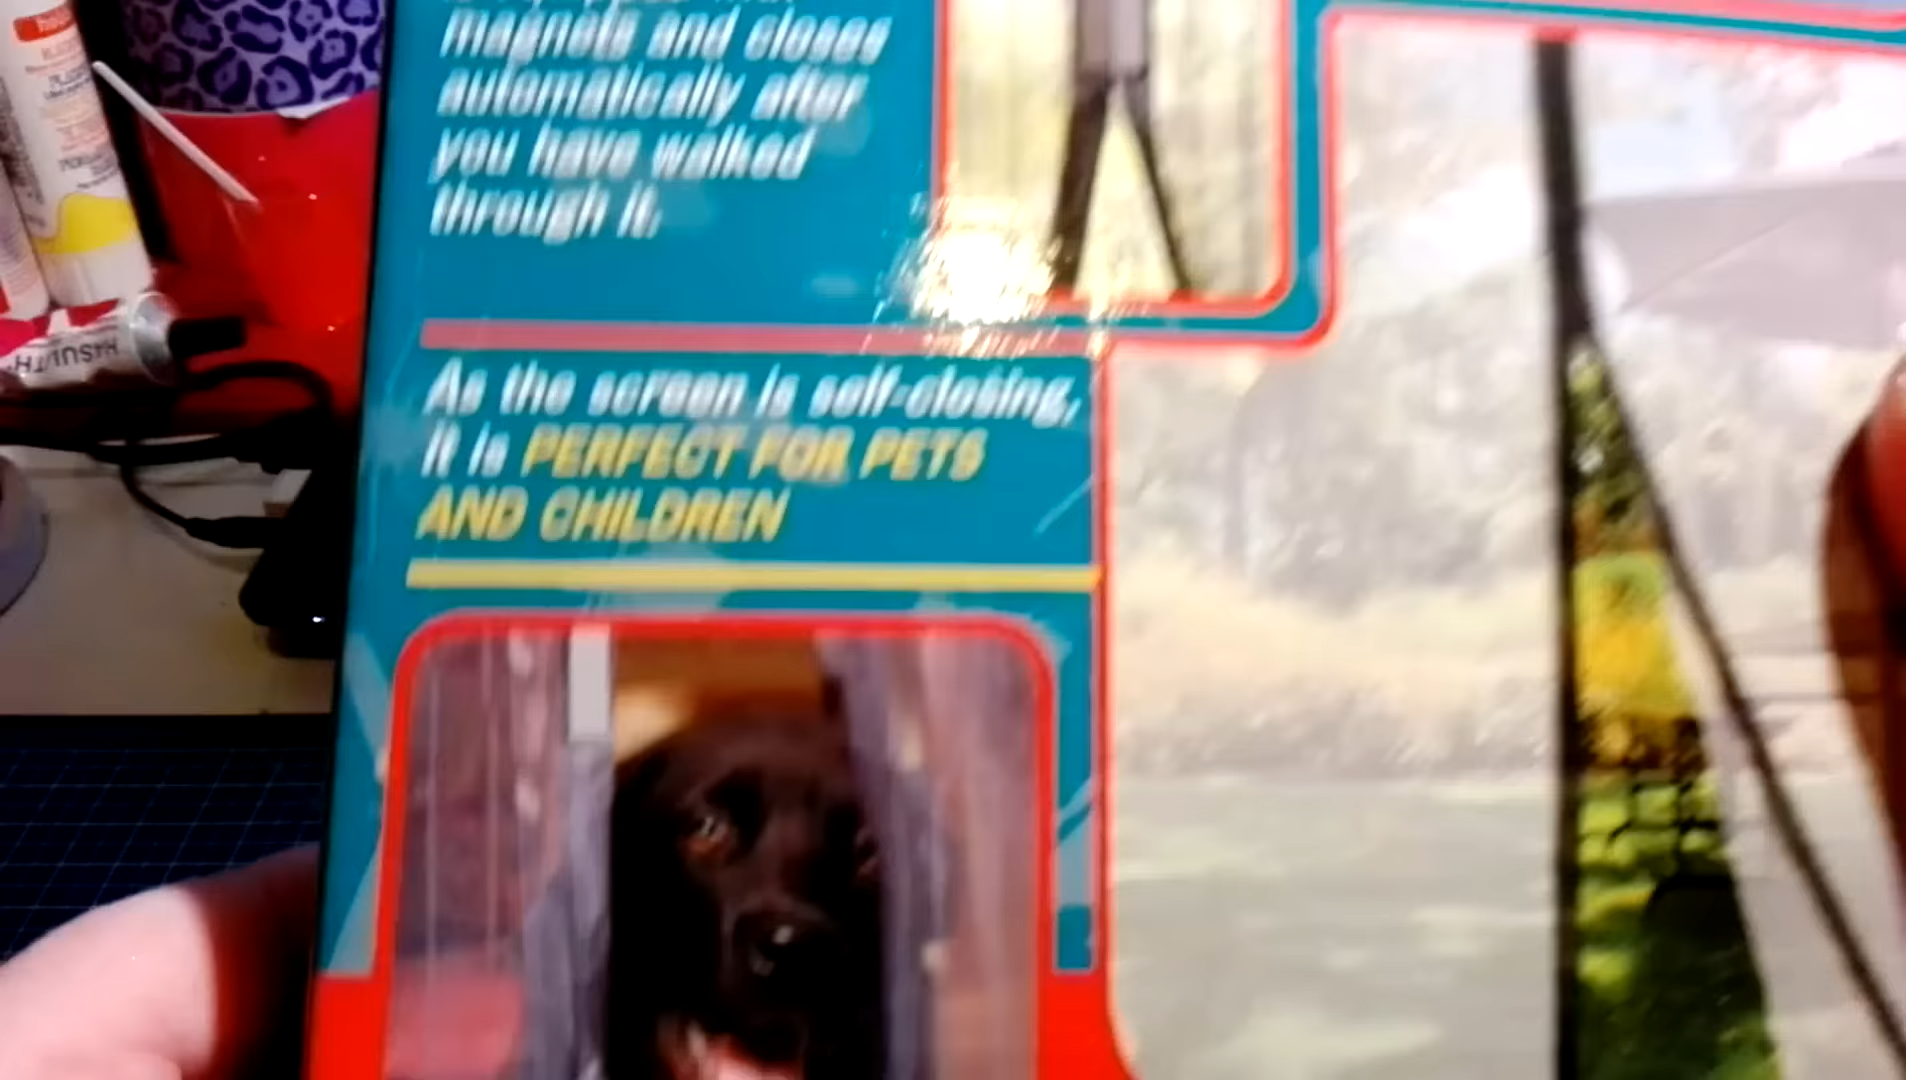 magnets and closes
automatically after
you have walked
through it.
As the screen is self-closing,
it is PERFECT FOR PETS
AND CHILDREN